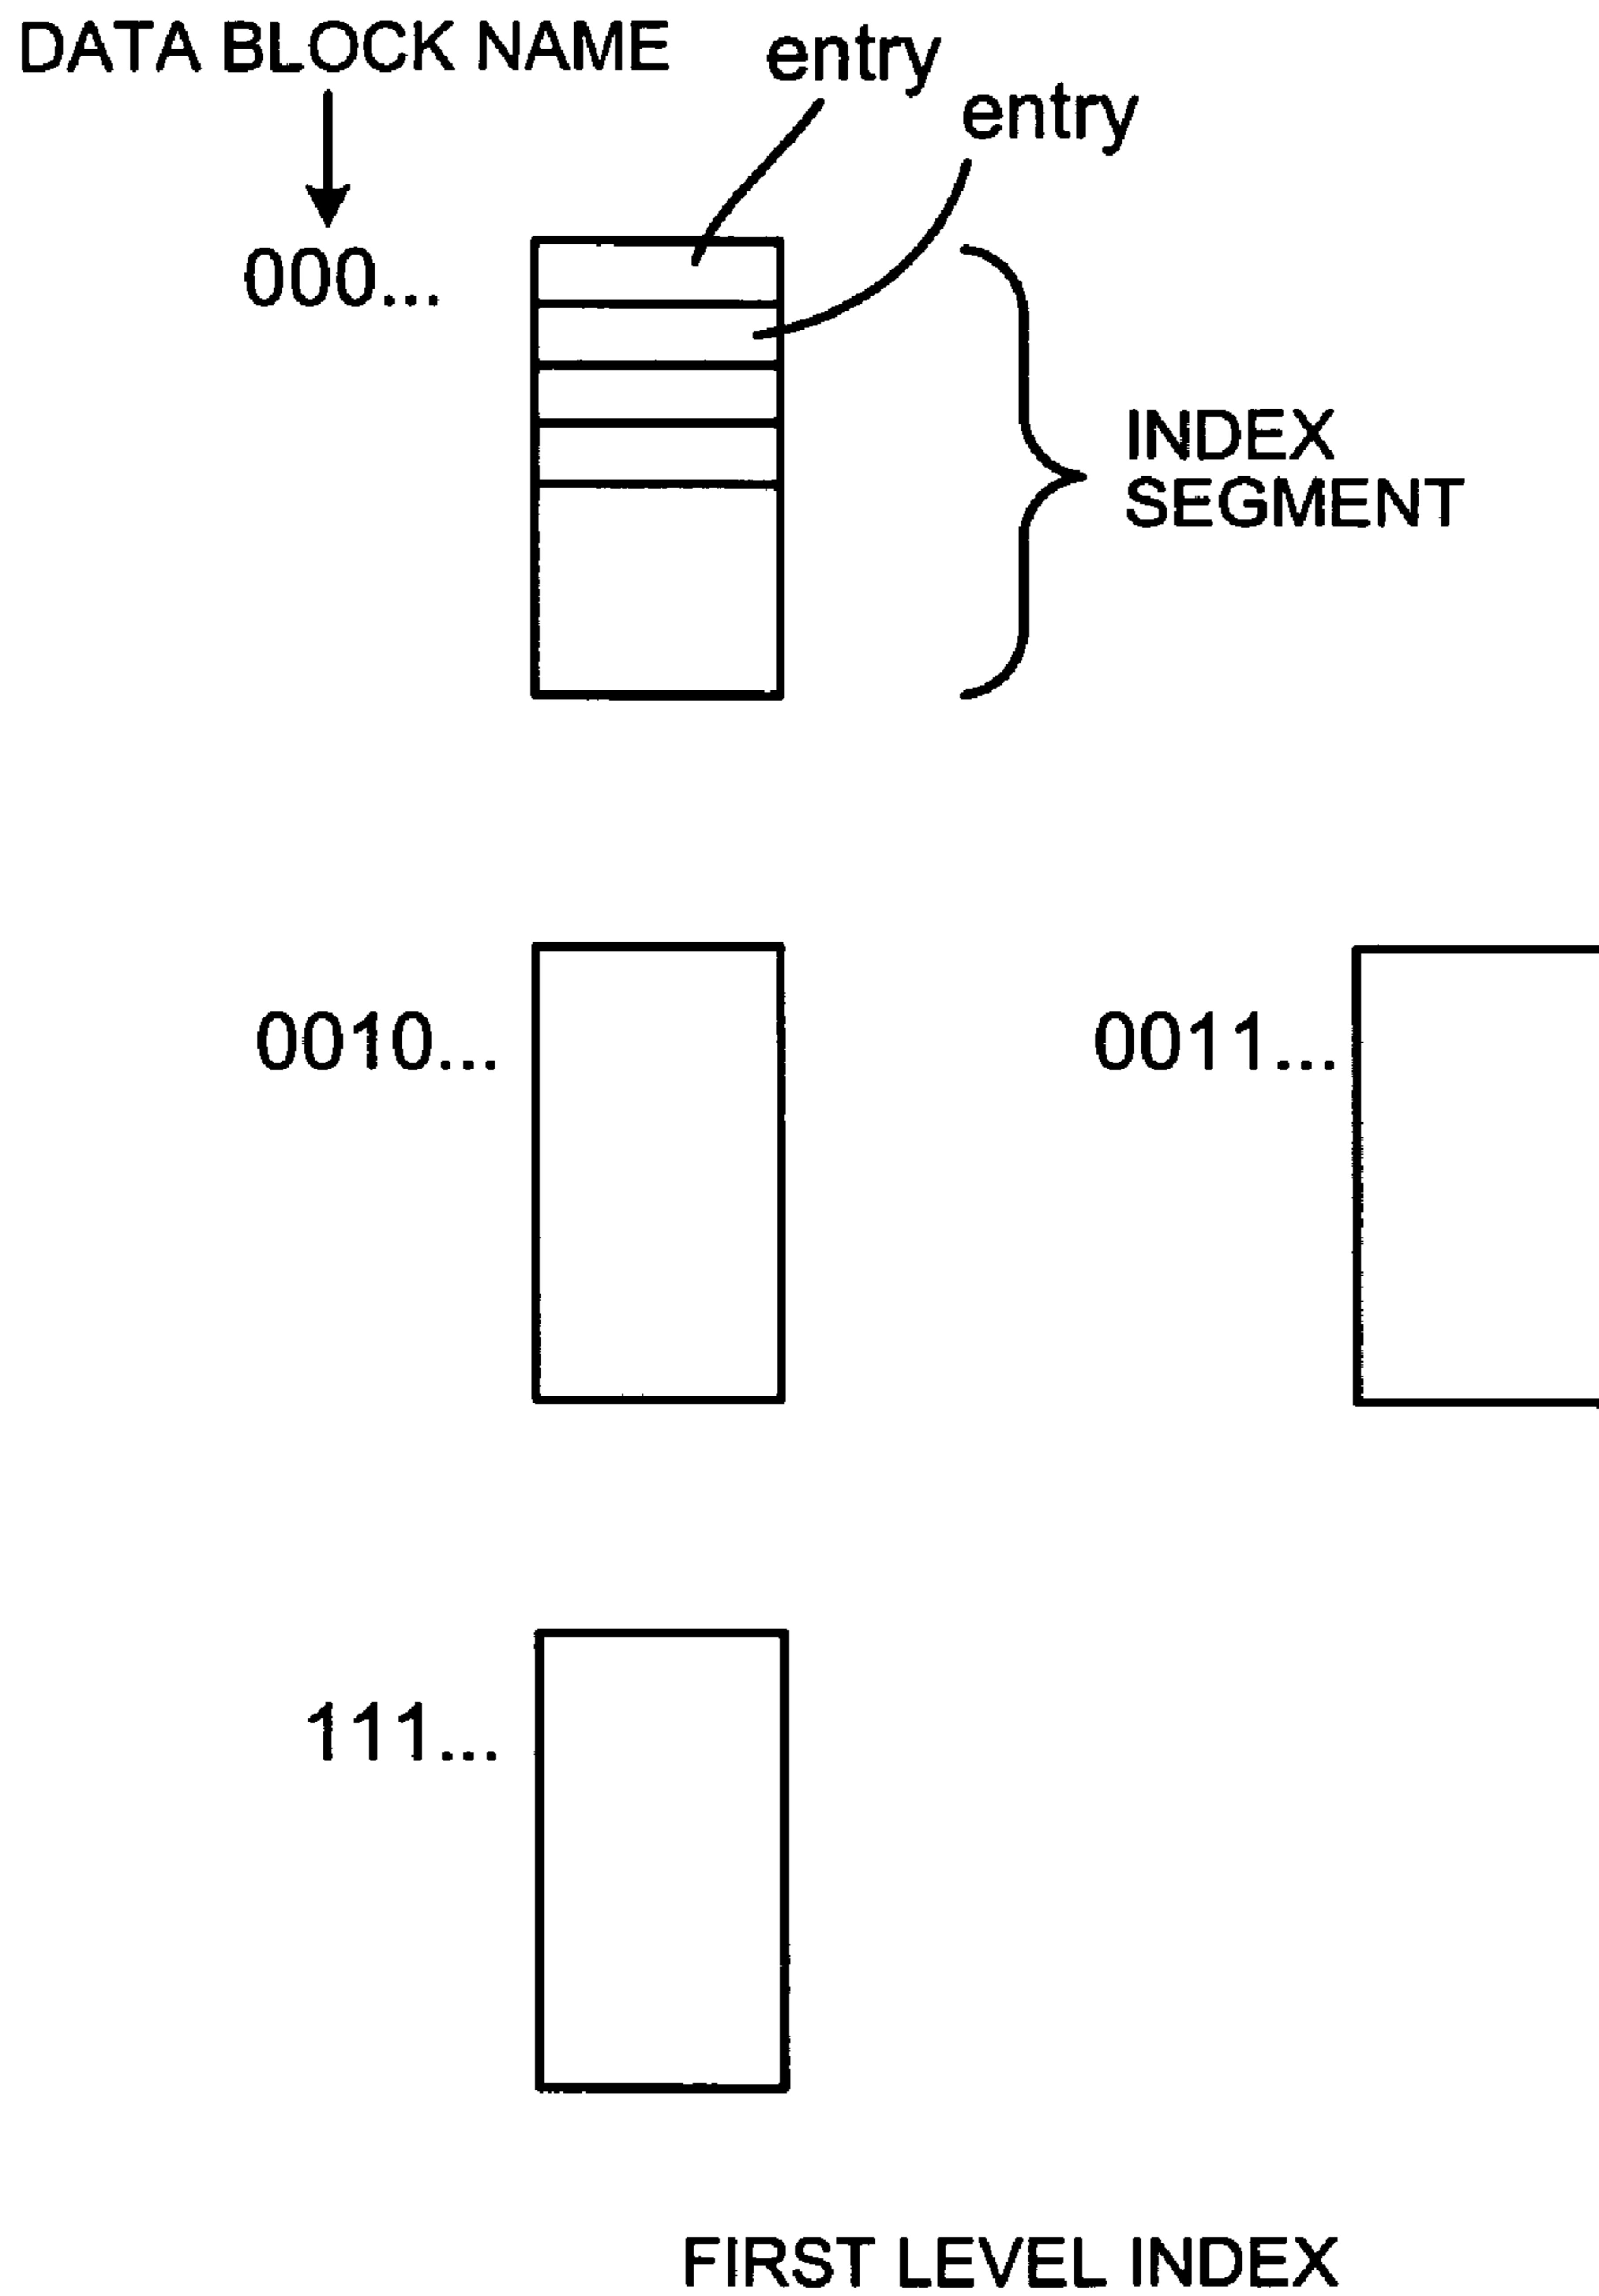 DATA BLOCK NAME
entry
entry
000...
INDEX
SEGMENT
0010...
0011...
111...
FIRST LEVEL INDEX